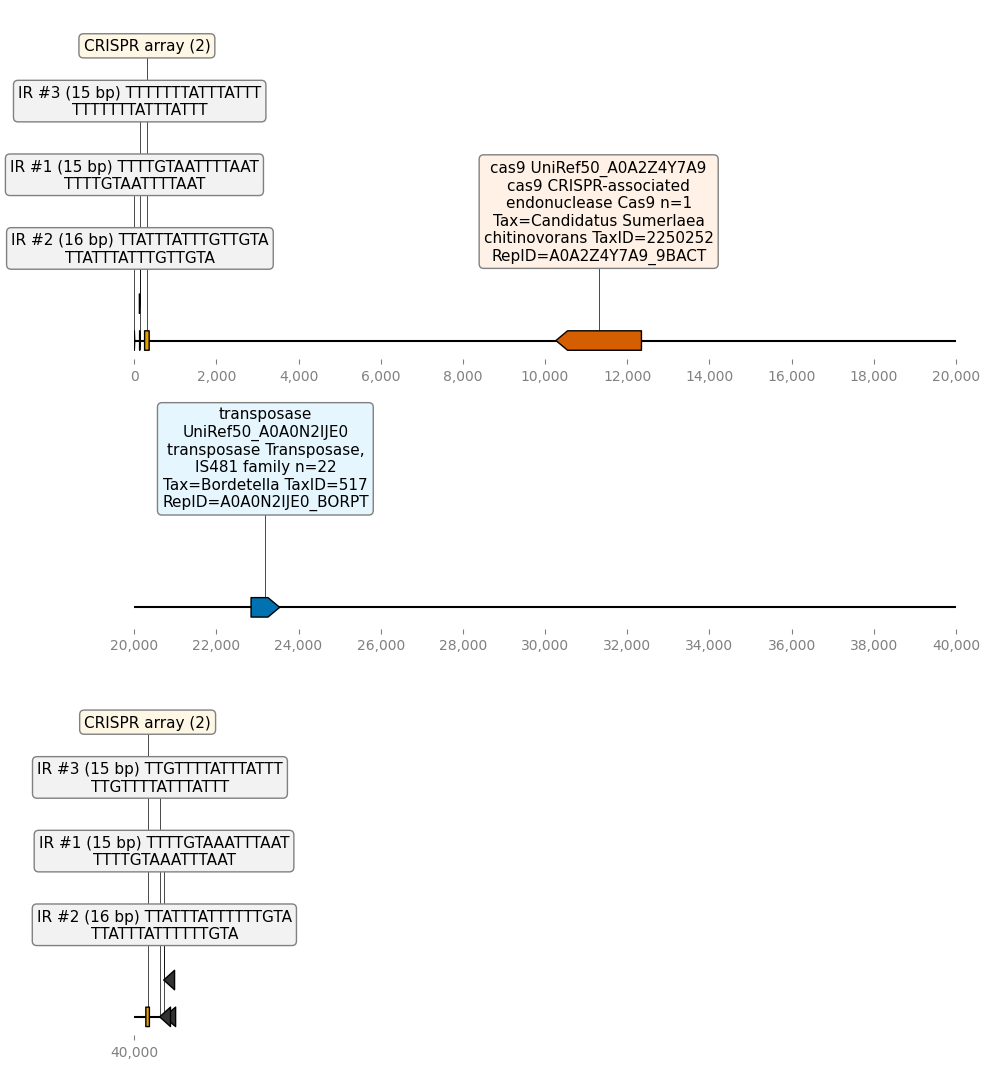 CRISPR array (2)
IR #3 (15 bp) TTTTTTTATTTATTT
TTTTTTTATTTATTT
IR #1 (15 bp) TTTTGTAATTTTAAT
TTTTGTAATTTTAAT
IR #2 (16 bp) TTATTTATTTGTTGTA
TTATTTATTTGTTGTA
cas9 UniRef50_A0A2Z4Y7A9
cas9 CRISPR-associated
endonuclease Cas9 n=1
Tax=Candidatus Sumerlaea
chitinovorans TaxID=2250252
RepID=A0A2Z4Y7A9_9BACT
0 2,000 4,000 6,000 8,000 10,000 12,000 14,000 16,000 18,000 20,000
transposase
UniRef50_A0A0N2IJE0
transposase Transposase,
IS481 family n=22
Tax=Bordetella TaxID=517
RepID=A0A0N2IJE0_BORPT
20,000 22,000 24,000 26,000 28,000 30,000 32,000 34,000 36,000 38,000 40,000
CRISPR array (2)
IR #3 (15 bp) TTGTTTTATTTATTT
TTGTTTTATTTATTT
IR #1 (15 bp) TTTTGTAAATTTAAT
TTTTGTAAATTTAAT
IR #2 (16 bp) TTATTTATTTTTTGTA
TTATTTATTTTTTGTA
40,000